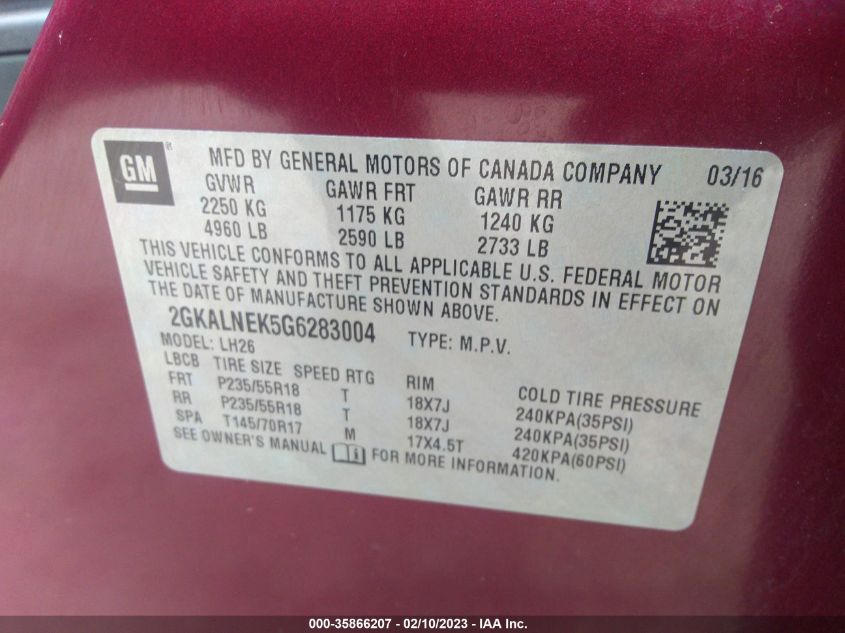 GM ®
MFD BY GENERAL MOTORS OF CANADA COMPANY 03/16
GVWR GAWR FRT GAWR RR
2250 KG 1175 KG 1240 KG
4960 LB 2590 LB 2733 LB
THIS VEHICLE CONFORMS TO ALL APPLICABLE U.S. FEDERAL MOTOR
VEHICLE SAFETY AND THEFT PREVENTION STANDARDS IN EFFECT ON
THE DATE OF MANUFACTURE SHOWN ABOVE.
2GKALNEK5G6283004 TYPE: M.P.V.
MODEL: LH26
LBCB TIRE SIZE SPEED RTG RIM COLD TIRE PRESSURE
FRT P235/55R18 T 18X7J 240KPA(35PSI)
RR P235/55R18 T 18X7J 240KPA(35PSI)
SPA T145/70R17 M 17X4.5T 420KPA(60PSI)
SEE OWNER'S MANUAL i FOR MORE INFORMATION.
000-35866207 - 02/10/2023 - IAA Inc.